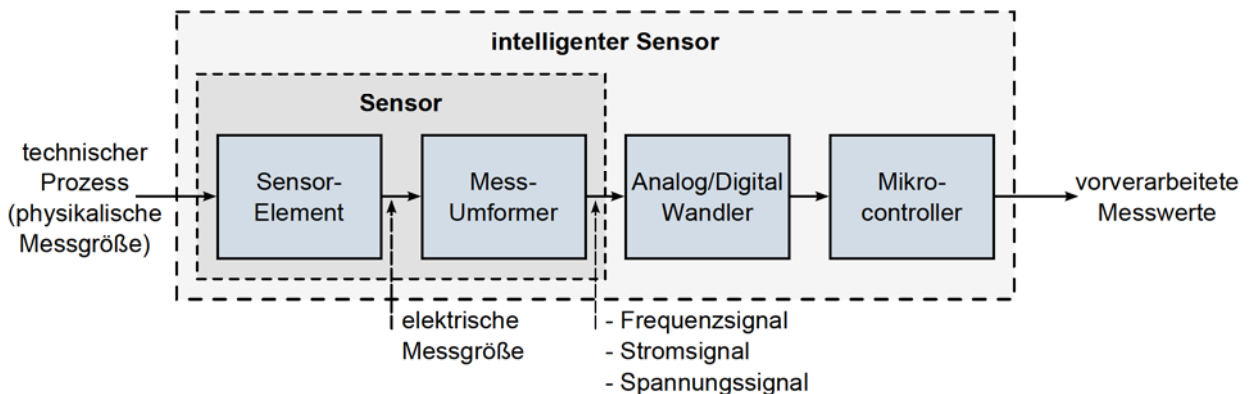 intelligenter Sensor
Sensor
technischer
Prozess
(physikalische
Messgröße)
Sensor-
Element
Mess-
Umformer
Analog/Digital
Wandler
Mikro-
controller
vorverarbeitete
Messwerte
elektrische
Messgröße
- Frequenzsignal
- Stromsignal
- Spannungssignal